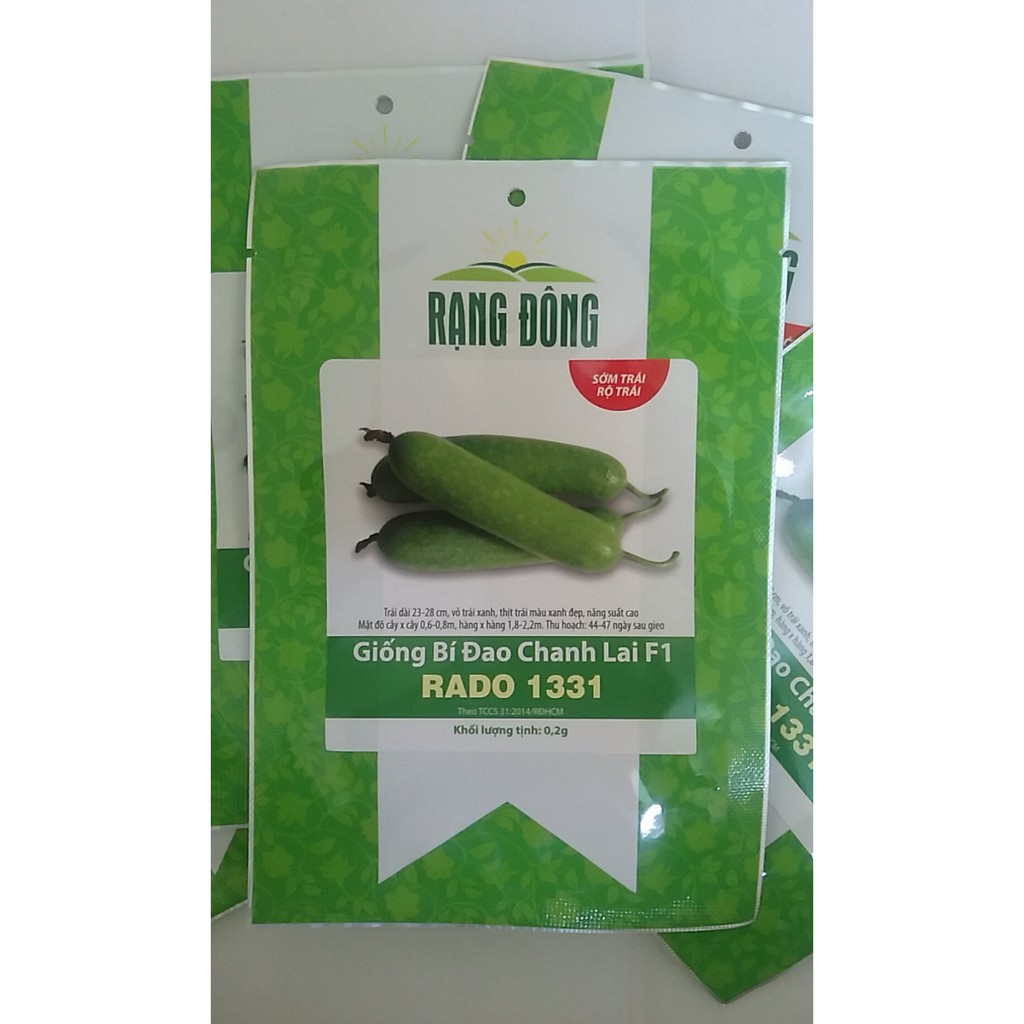 RẠNG ĐÔNG
SỚM TRÁI
RỘ TRÁI
Trái dài 23-28 cm, vỏ trái xanh, thịt trái màu xanh đẹp, năng suất cao
Mật độ cây x cây 0,6-0,8m, hàng x hàng 1,8-2,2m. Thu hoạch: 44-47 ngày sau gieo
Giống Bí Đao Chanh Lai F1
RADO 1331
Theo TCCS 31:2014/RĐHCM
Khối lượng tịnh: 0,2g